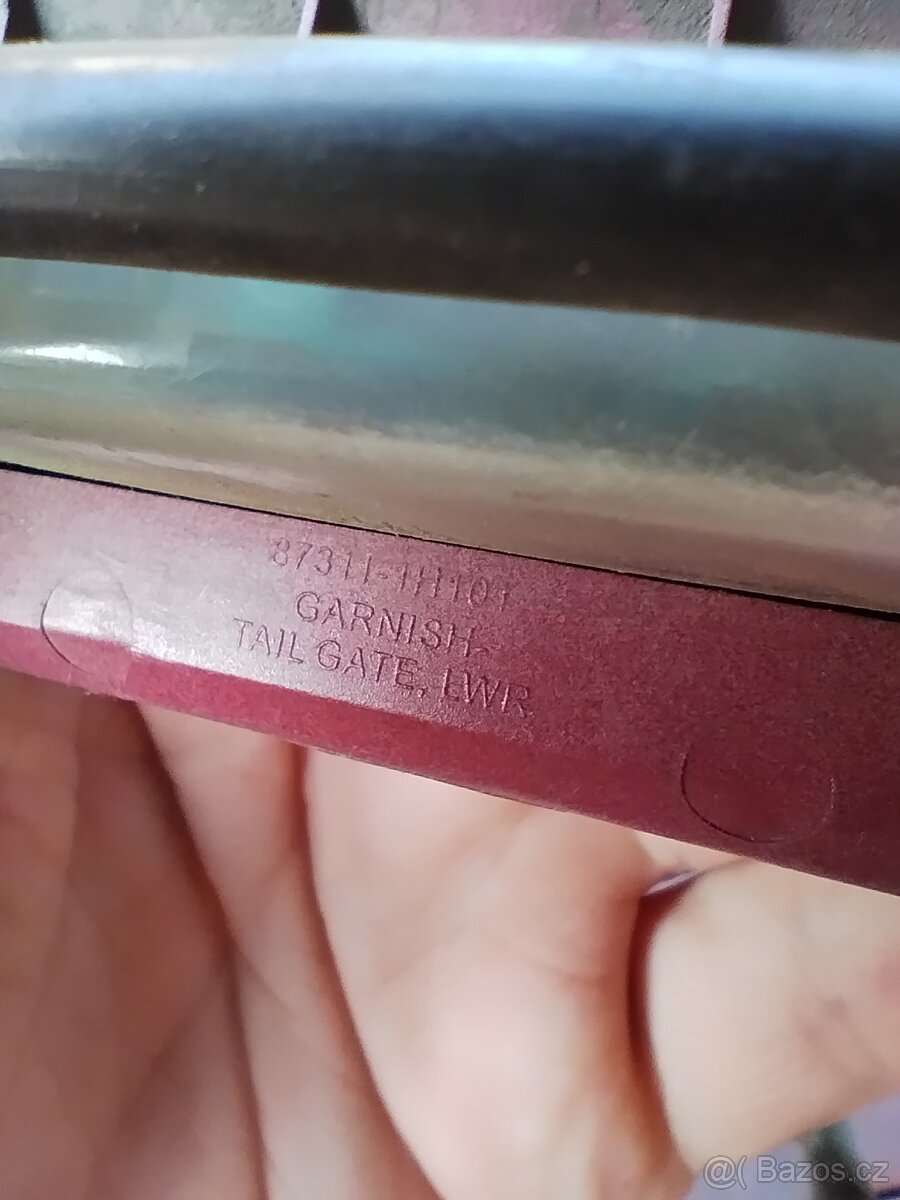 87311-1H101
GARNISH,
TAIL GATE, LWR
@( Bazos.cz